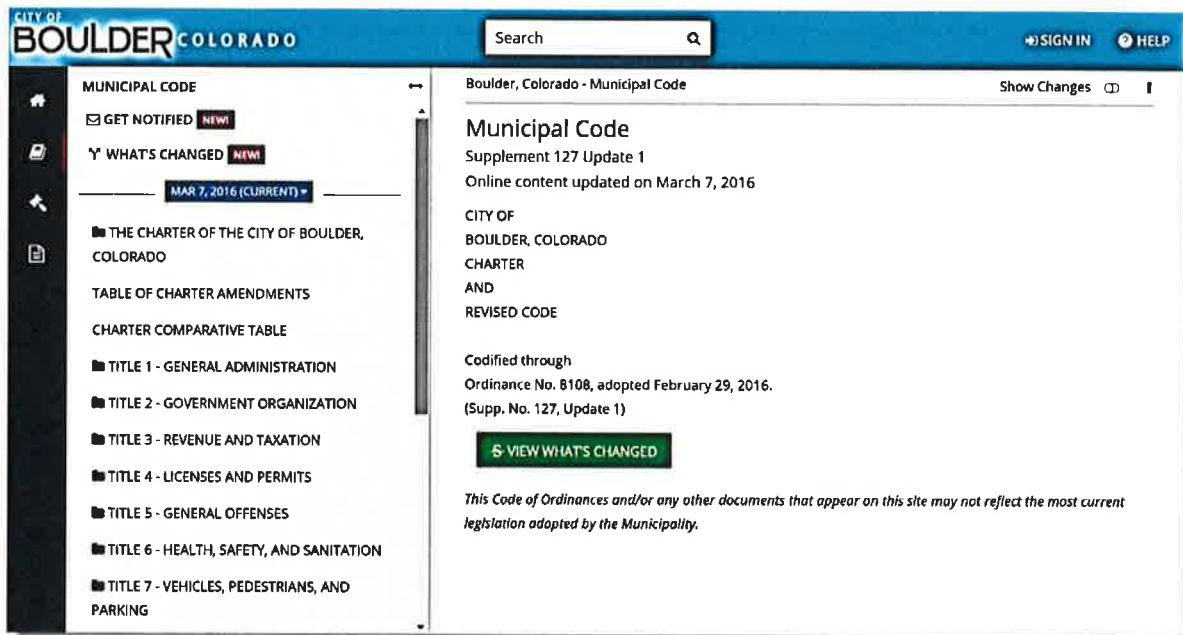 CITY OF
BOULDER COLORADO
Search
SIGN IN
HELP
MUNICIPAL CODE
GET NOTIFIED NEW!
WHAT'S CHANGED NEW!
MAR 7, 2016 (CURRENT)
THE CHARTER OF THE CITY OF BOULDER,
COLORADO
TABLE OF CHARTER AMENDMENTS
CHARTER COMPARATIVE TABLE
TITLE 1 - GENERAL ADMINISTRATION
TITLE 2 - GOVERNMENT ORGANIZATION
TITLE 3 - REVENUE AND TAXATION
TITLE 4 - LICENSES AND PERMITS
TITLE 5 - GENERAL OFFENSES
TITLE 6 - HEALTH, SAFETY, AND SANITATION
TITLE 7 - VEHICLES, PEDESTRIANS, AND
PARKING
Boulder, Colorado - Municipal Code
Show Changes
Municipal Code
Supplement 127 Update 1
Online content updated on March 7, 2016
CITY OF
BOULDER, COLORADO
CHARTER
AND
REVISED CODE
Codified through
Ordinance No. 8108, adopted February 29, 2016.
(Supp. No. 127, Update 1)
VIEW WHAT'S CHANGED
This Code of Ordinances and/or any other documents that appear on this site may not reflect the most current
legislation adopted by the Municipality.